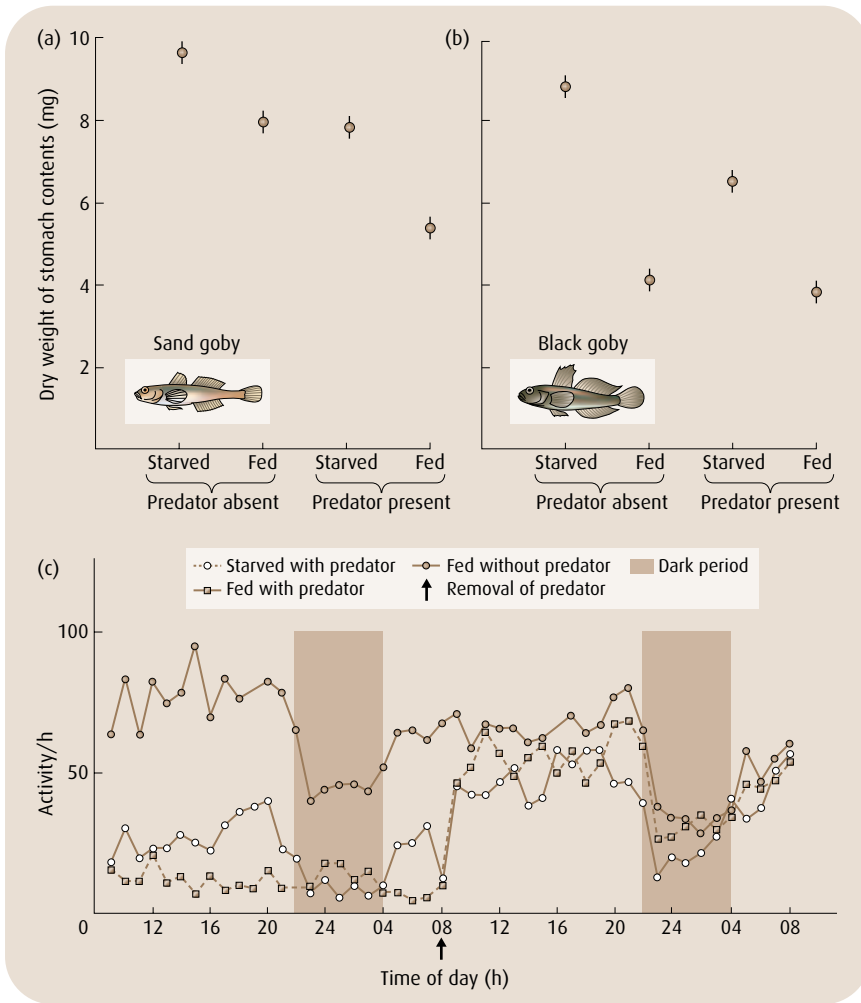 (a)
10
8
6
4
2
Dry weight of stomach contents (mg)
Sand goby
Starved Fed Starved Fed
Predator absent Predator present
(b)
Black goby
Starved Fed Starved Fed
Predator absent Predator present
(c)
Starved with predator Fed without predator Dark period
Fed with predator Removal of predator
100
50
0
Activity/h
12 16 20 24 04 08 12 16 20 24 04 08
Time of day (h)